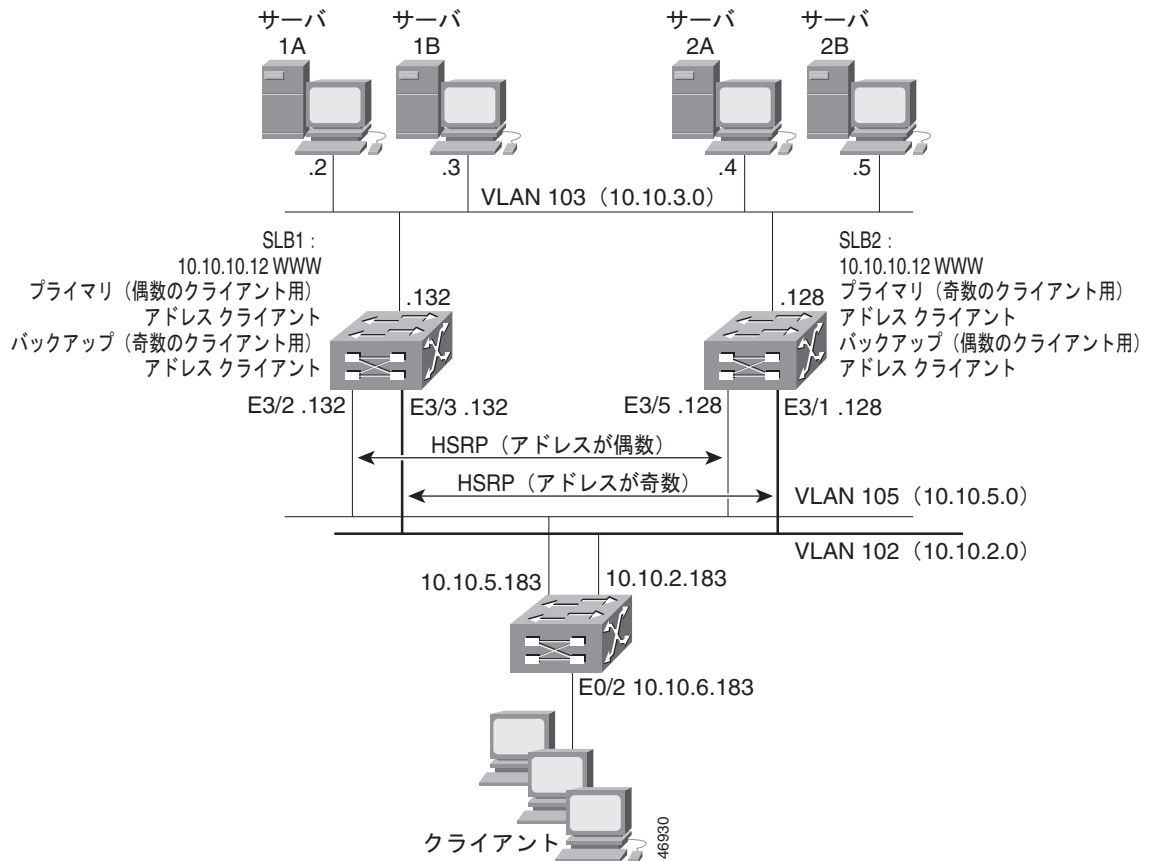 サーバ
1A
サーバ
1B
サーバ
2A
サーバ
2B
.2
.3
.4
.5
VLAN 103（10.10.3.0）
SLB1：
10.10.10.12 WWW
プライマリ（偶数のクライアント用）
アドレス クライアント
バックアップ（奇数のクライアント用）
アドレス クライアント
.132
.128
SLB2：
10.10.10.12 WWW
プライマリ（奇数のクライアント用）
アドレス クライアント
バックアップ（偶数のクライアント用）
アドレス クライアント
E3/2 .132
E3/3 .132
E3/5 .128
E3/1 .128
HSRP（アドレスが偶数）
HSRP（アドレスが奇数）
VLAN 105（10.10.5.0）
VLAN 102（10.10.2.0）
10.10.5.183
10.10.2.183
E0/2 10.10.6.183
クライアント
46930